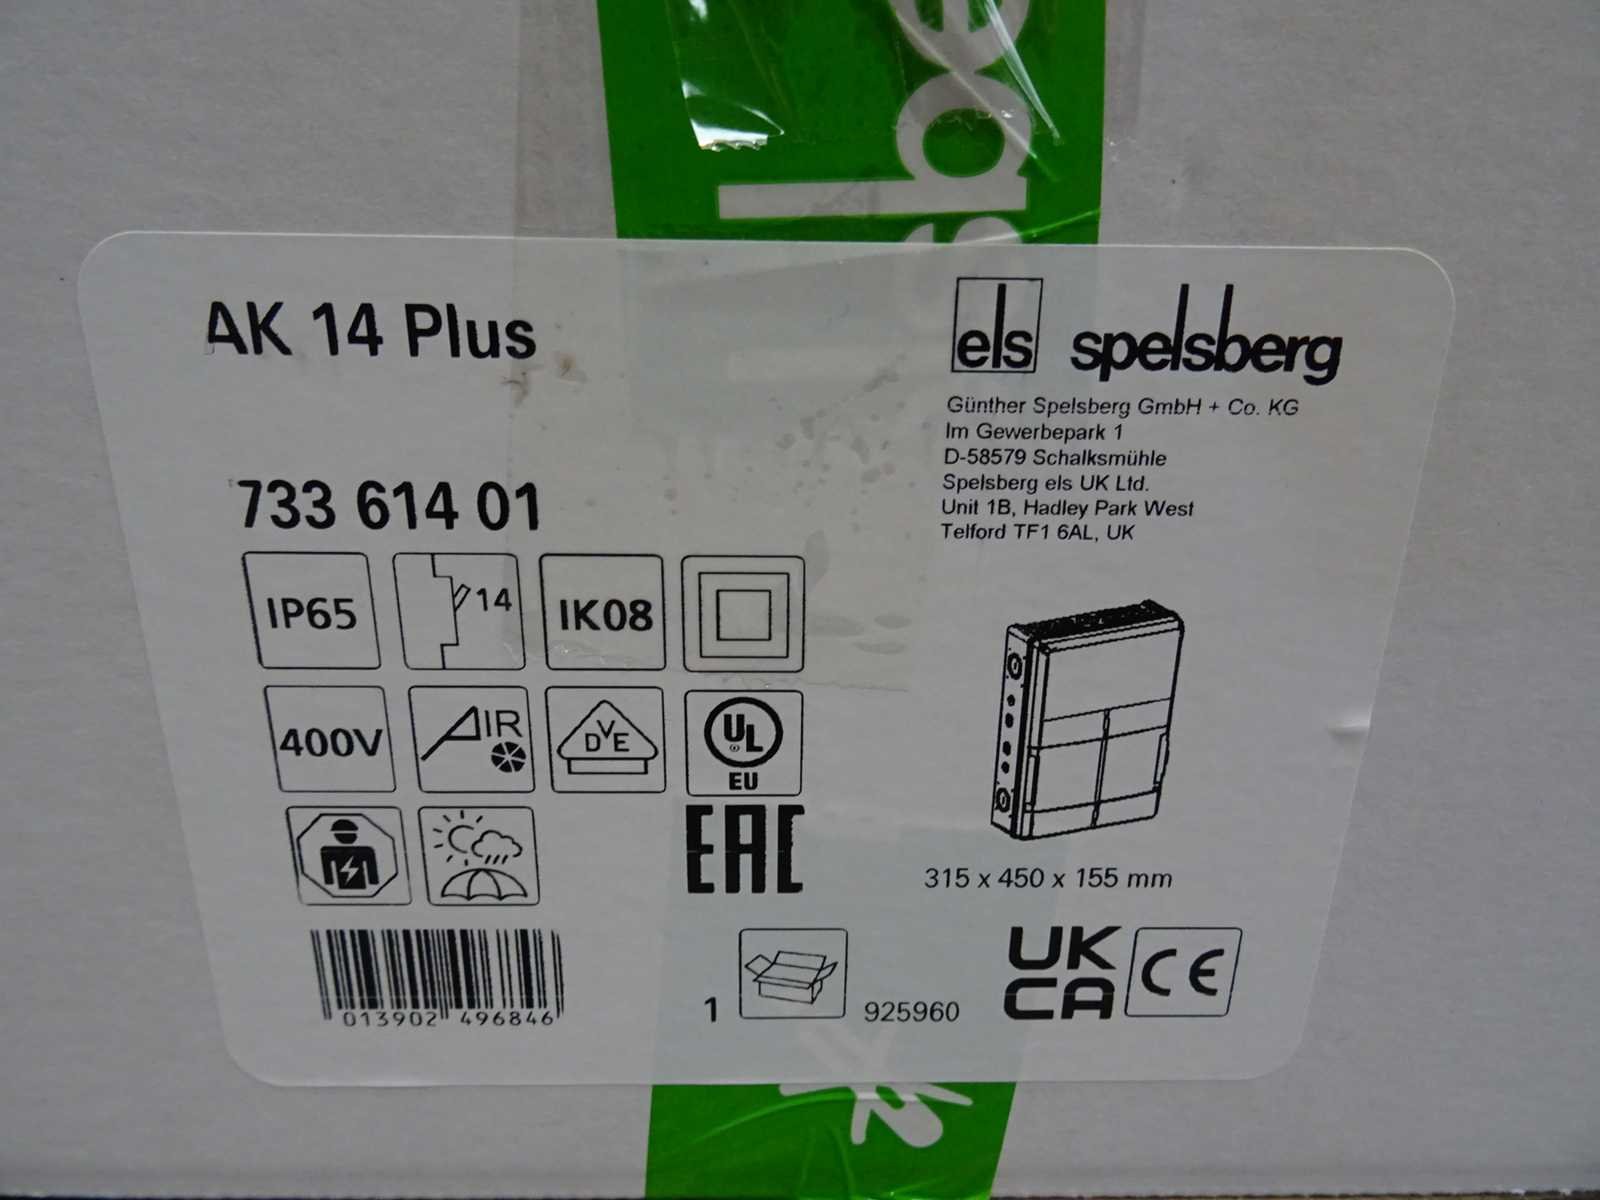 AK 14 Plus
els spelsberg
Günther Spelsberg GmbH + Co. KG
Im Gewerbepark 1
D-58579 Schalksmühle
Spelsberg els UK Ltd.
Unit 1B, Hadley Park West
Telford TF1 6AL, UK
733 614 01
IP65
14
IK08
400V
AIR
DVE
UL
EU
EAC
315 x 450 x 155 mm
013902 496846
1
925960
UK
CA
CE